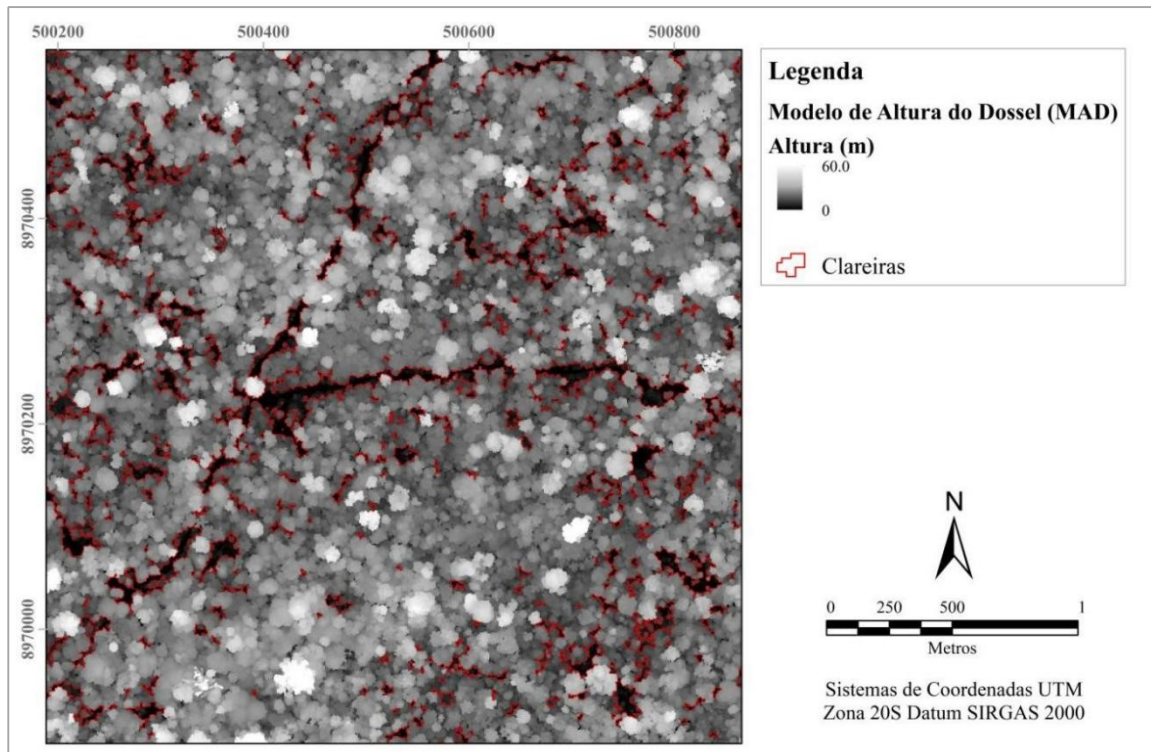 500200 500400 500600 500800
8970400
8970200
8970000
Legenda
Modelo de Altura do Dossel (MAD)
Altura (m)
60.0
0
Clareiras
N
0 250 500 1
Metros
Sistemas de Coordenadas UTM
Zona 20S Datum SIRGAS 2000